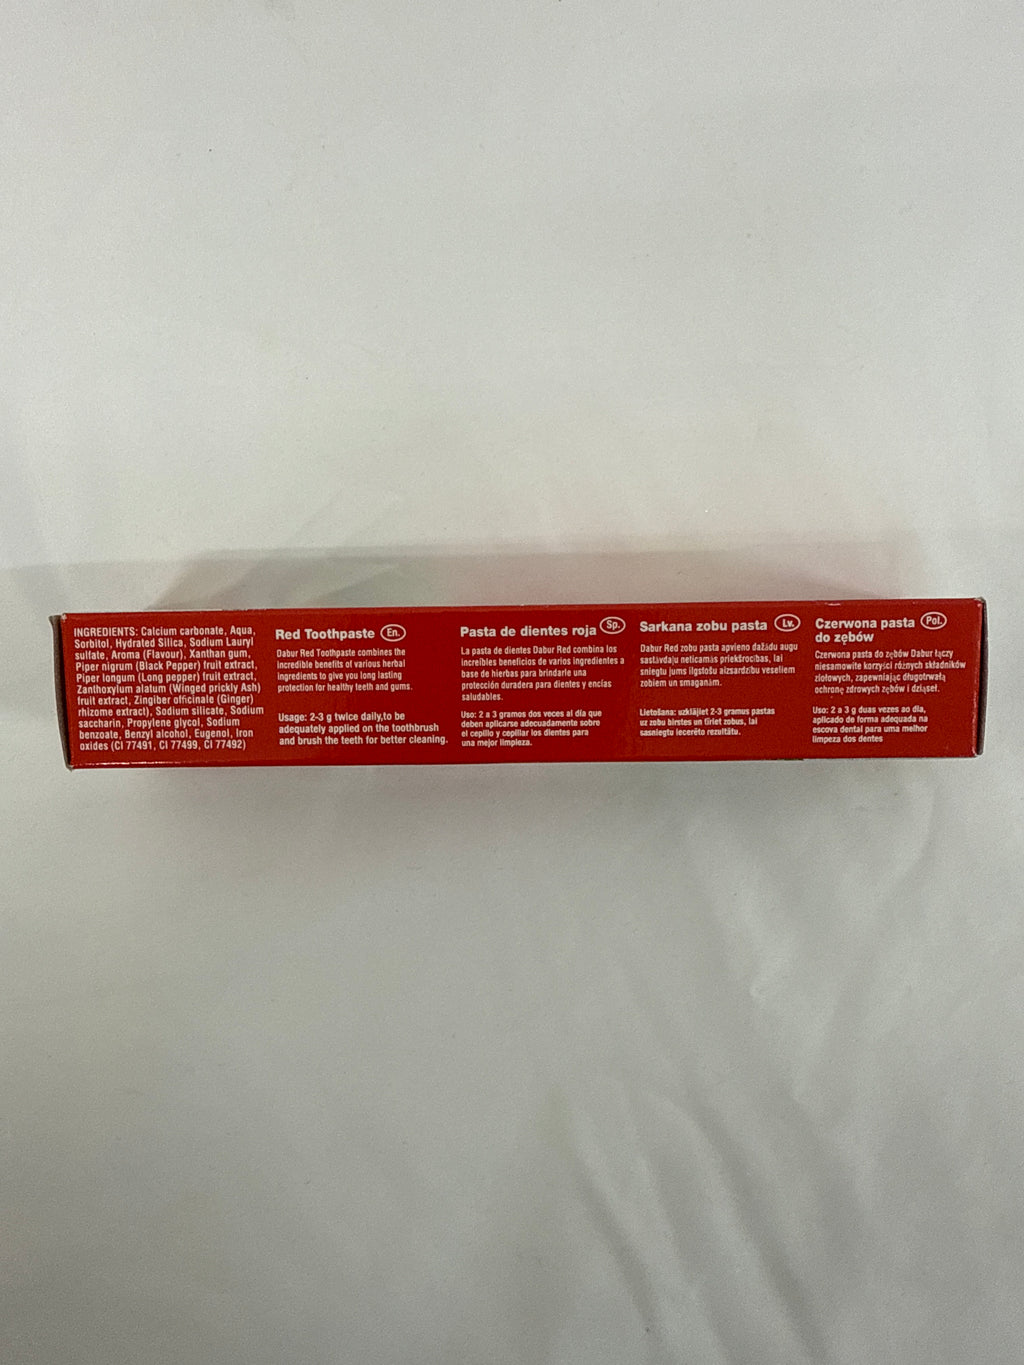 INGREDIENTS: Calcium carbonate, Aqua,
Sorbitol, Hydrated Silica, Sodium Lauryl
sulfate, Aroma (Flavour), Xanthan gum,
Piper nigrum (Black Pepper) fruit extract,
Piper longum (Long pepper) fruit extract,
Zanthoxylum alatum (Winged prickly Ash)
fruit extract, Zingiber officinale (Ginger)
rhizome extract), Sodium silicate, Sodium
saccharin, Propylene glycol, Sodium
benzoate, Benzyl alcohol, Eugenol, Iron
oxides (CI 77491, CI 77499, CI 77492)
Red Toothpaste En.
Dabur Red Toothpaste combines the
incredible benefits of various herbal
ingredients to give you long lasting
protection for healthy teeth and gums.
Usage: 2-3 g twice daily,to be
adequately applied on the toothbrush
and brush the teeth for better cleaning.
Pasta de dientes roja Sp.
La pasta de dientes Dabur Red combina los
increíbles beneficios de varios ingredientes a
base de hierbas para brindarle una
protección duradera para dientes y encías
saludables.
Uso: 2 a 3 gramos dos veces al día que
deben aplicarse adecuadamente sobre
el cepillo y cepillar los dientes para
una mejor limpieza.
Sarkana zobu pasta Lv.
Dabur Red zobu pasta apvieno dažādu augu
sastāvdaļu neticamās priekšrocības, lai
sniegtu jums ilgstošu aizsardzību veseliem
zobiem un smaganām.
Lietošana: uzklājiet 2-3 gramus pastas
uz zobu birstes un tīriet zobus, lai
sasniegtu iecerēto rezultātu.
Czerwona pasta Pol.
do zębów
Czerwona pasta do zębów Dabur łączy
niesamowite korzyści różnych składników
ziołowych, zapewniając długotrwałą
ochronę zdrowych zębów i dziąseł.
Uso: 2 a 3 g duas vezes ao dia,
aplicado de forma adequada na
escova dental para uma melhor
limpeza dos dentes